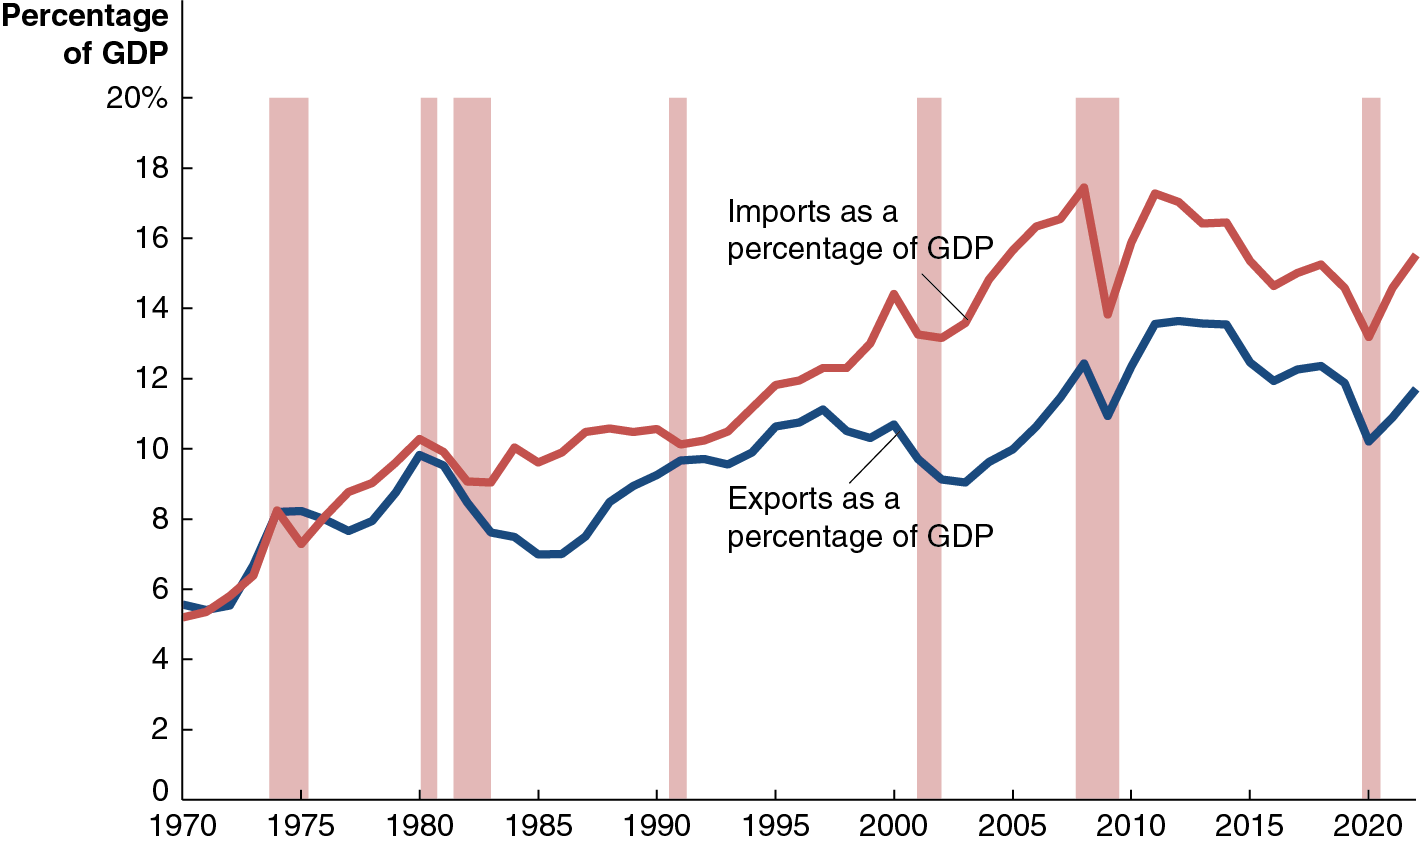 Percentage
of GDP
20%
18
16
14
12
10
8
6
4
2
0
Imports as a
percentage of GDP
Exports as a
percentage of GDP
1970 1975 1980 1985 1990 1995 2000 2005 2010 2015 2020